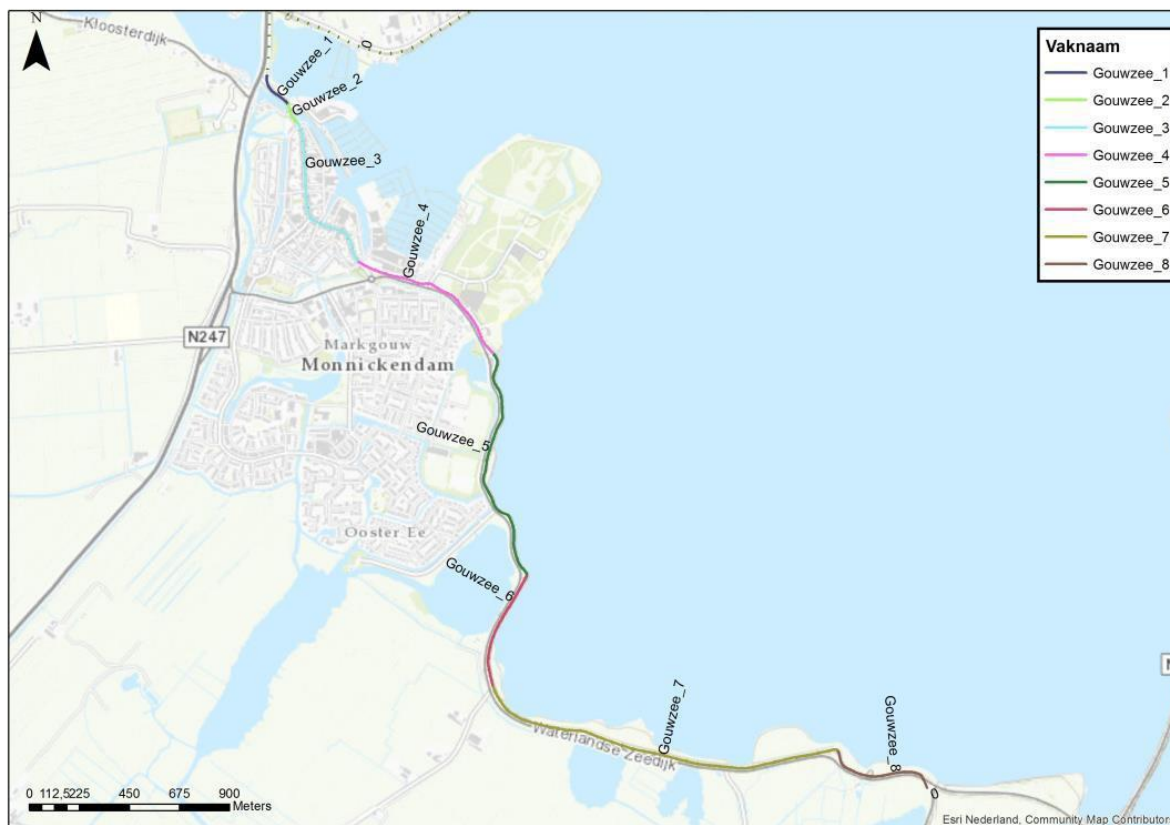 N
Kloosterdijk
0
Gouwzee_1
Gouwzee_2
Gouwzee_3
Gouwzee_4
N247
Markgouw
Monnickendam
Gouwzee_5
Ooster Ee
Gouwzee_6
Gouwzee_7
Waterlandse Zeedijk
Gouwzee_8
0
N
Vaknaam
Gouwzee_1
Gouwzee_2
Gouwzee_3
Gouwzee_4
Gouwzee_5
Gouwzee_6
Gouwzee_7
Gouwzee_8
0 112,5225 450 675 900
Meters
Esri Nederland, Community Map Contributor